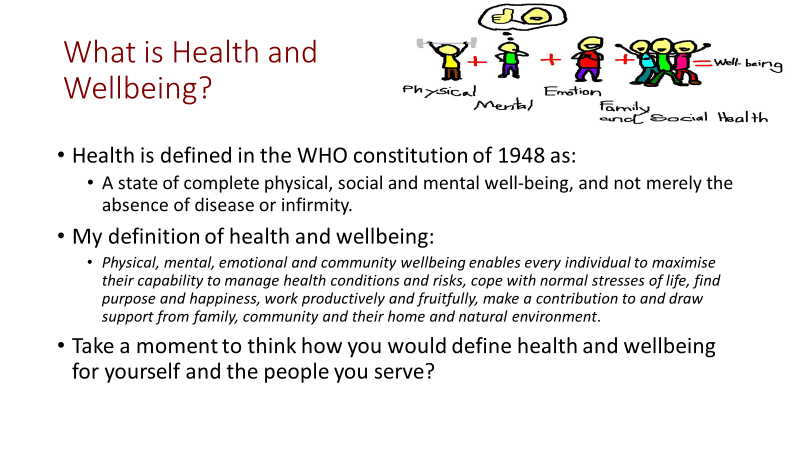 What is Health and
Wellbeing?
Physical
Mental
Emotion
Family
and Social Health
Well-being
+ + + =
• Health is defined in the WHO constitution of 1948 as:
• A state of complete physical, social and mental well-being, and not merely the
absence of disease or infirmity.
• My definition of health and wellbeing:
• Physical, mental, emotional and community wellbeing enables every individual to maximise
their capability to manage health conditions and risks, cope with normal stresses of life, find
purpose and happiness, work productively and fruitfully, make a contribution to and draw
support from family, community and their home and natural environment.
• Take a moment to think how you would define health and wellbeing
for yourself and the people you serve?